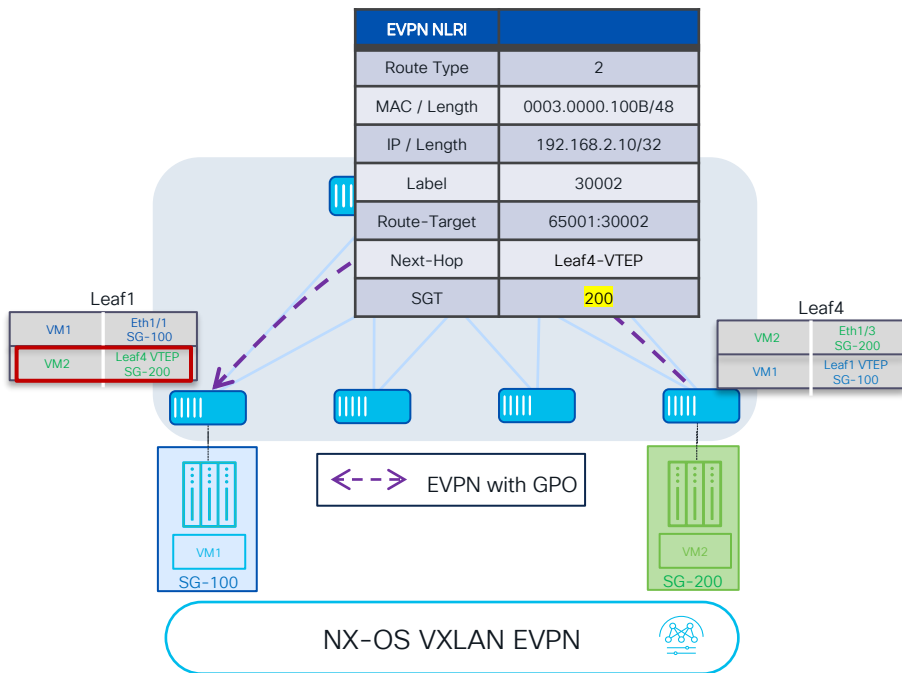 EVPN NLRI
Route Type 2
MAC / Length 0003.0000.100B/48
IP / Length 192.168.2.10/32
Label 30002
Route-Target 65001:30002
Next-Hop Leaf4-VTEP
SGT 200
Leaf1
VM1 Eth1/1
SG-100
VM2 Leaf4 VTEP
SG-200
Leaf4
VM2 Eth1/3
SG-200
VM1 Leaf1 VTEP
SG-100
EVPN with GPO
VM1
SG-100
VM2
SG-200
NX-OS VXLAN EVPN